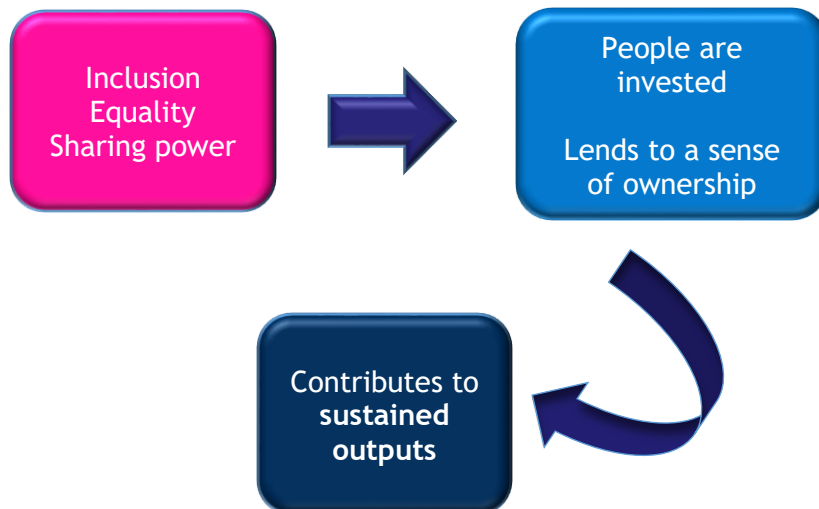 Inclusion
Equality
Sharing power
People are
invested
Lends to a sense
of ownership
Contributes to
sustained
outputs